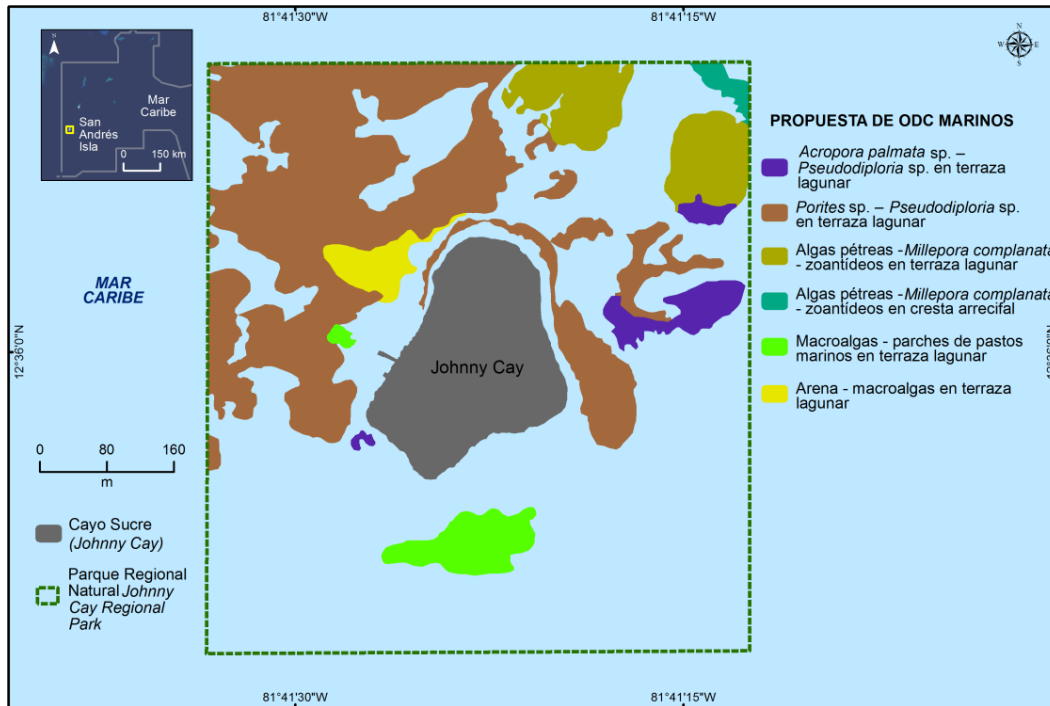 81°41'30"W
81°41'15"W
N
W
E
S
N
Mar
Caribe
San
Andrés
Isla
0 150 km
PROPUESTA DE ODC MARINOS
Acropora palmata sp. –
Pseudodiploria sp. en terraza
lagunar
Porites sp. – Pseudodiploria sp.
en terraza lagunar
Algas pétreas -Millepora complanata
- zoantídeos en terraza lagunar
Algas pétreas -Millepora complanata
- zoantídeos en cresta arrecifal
Macroalgas - parches de pastos
marinos en terraza lagunar
Arena - macroalgas en terraza
lagunar
MAR
CARIBE
12°36'0"N
12°36'0"N
Johnny Cay
0 80 160
m
Cayo Sucre
(Johnny Cay)
Parque Regional
Natural Johnny
Cay Regional
Park
81°41'30"W
81°41'15"W